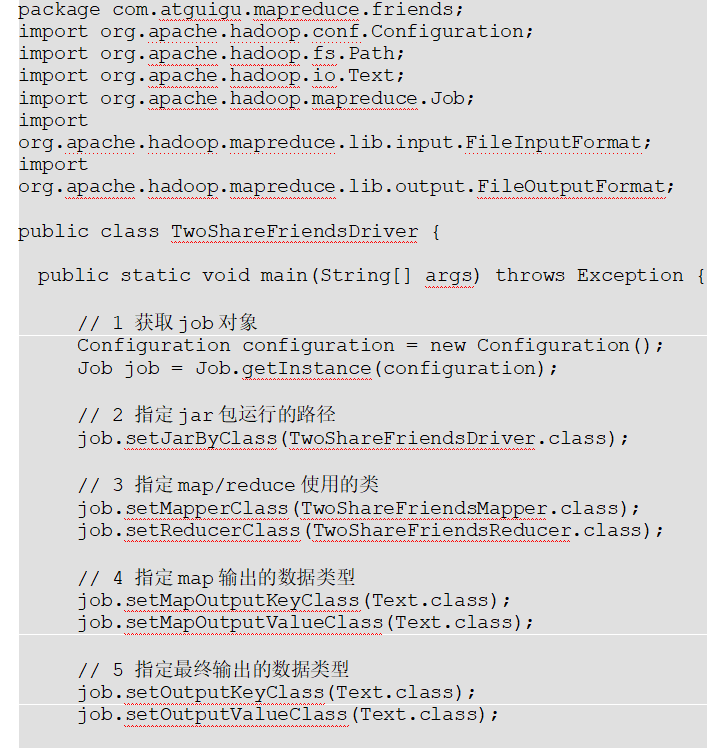 package com.atguigu.mapreduce.friends;
import org.apache.hadoop.conf.Configuration;
import org.apache.hadoop.fs.Path;
import org.apache.hadoop.io.Text;
import org.apache.hadoop.mapreduce.Job;
import
org.apache.hadoop.mapreduce.lib.input.FileInputFormat;
import
org.apache.hadoop.mapreduce.lib.output.FileOutputFormat;
public class TwoShareFriendsDriver {
public static void main(String[] args) throws Exception {
// 1 获取job对象
Configuration configuration = new Configuration();
Job job = Job.getInstance(configuration);
// 2 指定jar包运行的路径
job.setJarByClass(TwoShareFriendsDriver.class);
// 3 指定map/reduce使用的类
job.setMapperClass(TwoShareFriendsMapper.class);
job.setReducerClass(TwoShareFriendsReducer.class);
// 4 指定map输出的数据类型
job.setMapOutputKeyClass(Text.class);
job.setMapOutputValueClass(Text.class);
// 5 指定最终输出的数据类型
job.setOutputKeyClass(Text.class);
job.setOutputValueClass(Text.class);